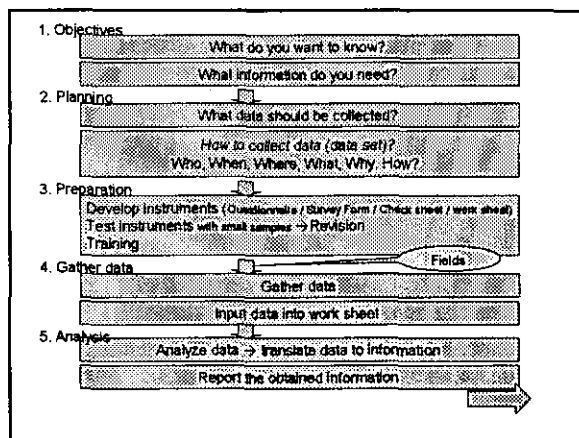 1. Objectives
What do you want to know?
What information do you need?
2. Planning
What data should be collected?
How to collect data (data set)?
Who, When, Where, What, Why, How?
3. Preparation
Develop instruments (Questionnaire / Survey Form / Check sheet / work sheet)
Test instruments with small samples → Revision
Training
Fields
4. Gather data
Gather data
Input data into work sheet
5. Analysis
Analyze data → translate data to information
Report the obtained information